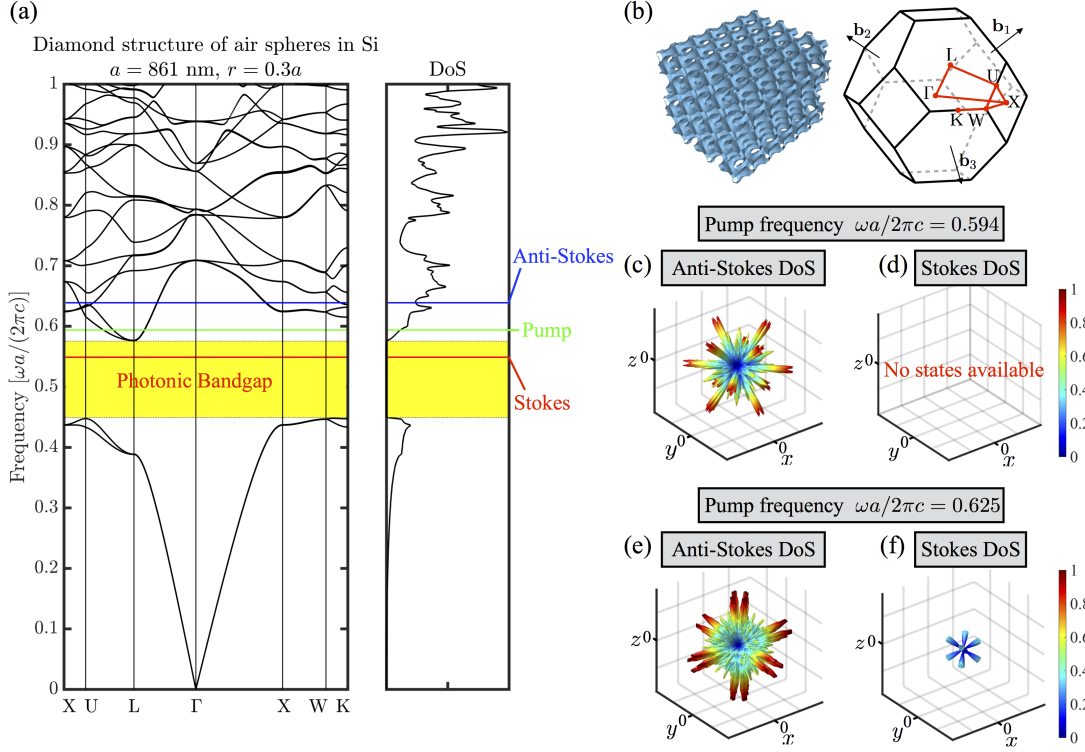 (a)
Diamond structure of air spheres in Si
a = 861 nm, r = 0.3a
DoS
Frequency [ωa/(2πc)]
1
0.9
0.8
0.7
0.6
0.5
0.4
0.3
0.2
0.1
0
Photonic Bandgap
Anti-Stokes
Pump
Stokes
X U L Γ X W K
(b)
b₂
b₁
L
U
Γ
X
K W
b₃
Pump frequency ωa/2πc = 0.594
(c)
Anti-Stokes DoS
z 0
y 0
0 x
(d)
Stokes DoS
No states available
z 0
y 0
0 x
1
0.8
0.6
0.4
0.2
0
Pump frequency ωa/2πc = 0.625
(e)
Anti-Stokes DoS
z 0
y 0
0 x
(f)
Stokes DoS
z 0
y 0
0 x
1
0.8
0.6
0.4
0.2
0